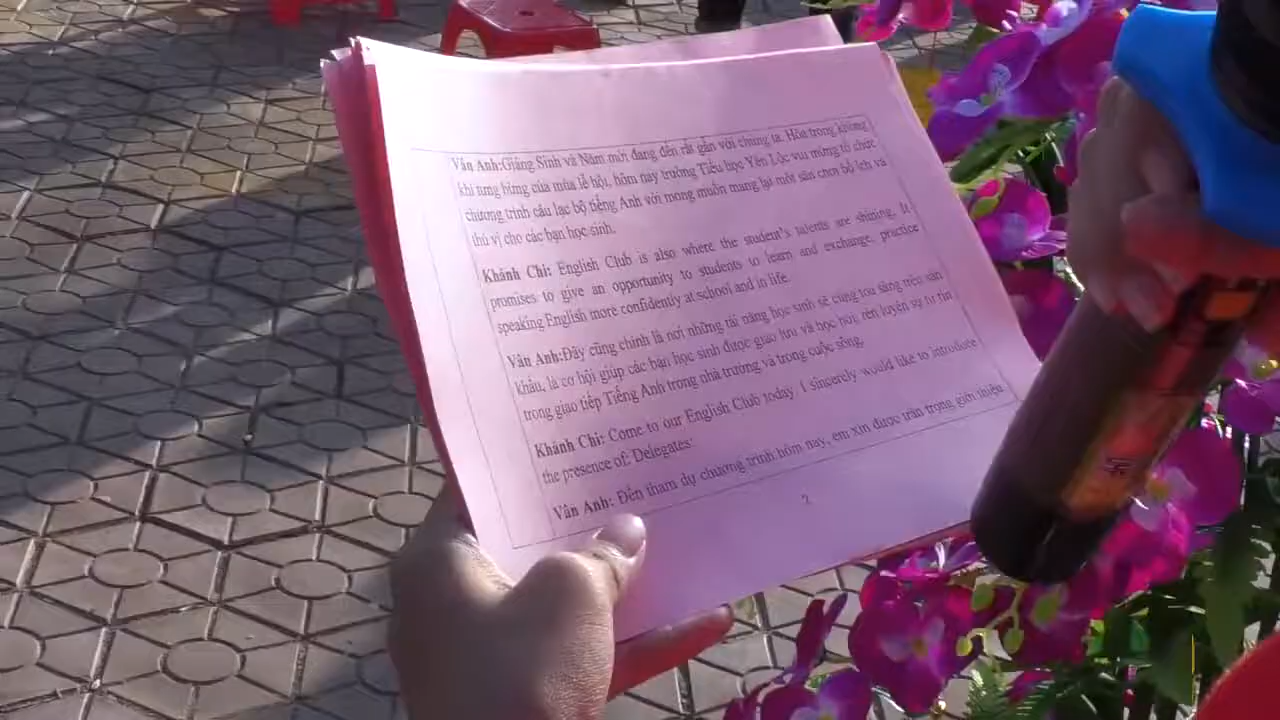 Vân Anh:Giáng Sinh và Năm mới đang đến rất gần với chúng ta. Hòa trong không
khí tưng bừng của mùa lễ hội, hôm nay trường Tiểu học Yên Lộc vui mừng tổ chức
chương trình câu lạc bộ tiếng Anh với mong muốn mang lại một sân chơi bổ ích và
thú vị cho các bạn học sinh.
Khánh Chi: English Club is also where the student's talents are shining. It
promises to give an opportunity to students to learn and exchange, practice
speaking English more confidently at school and in life.
Vân Anh:Đây cũng chính là nơi những tài năng học sinh sẽ cùng tỏa sáng trên sân
khấu, là cơ hội giúp các bạn học sinh được giao lưu và học hỏi, rèn luyện sự tự tin
trong giao tiếp Tiếng Anh trong nhà trường và trong cuộc sống.
Khánh Chi: Come to our English Club today. I sincerely would like to introduce
the presence of: Delegates:
Vân Anh: Đến tham dự chương trình hôm nay, em xin được trân trọng giới thiệu
2